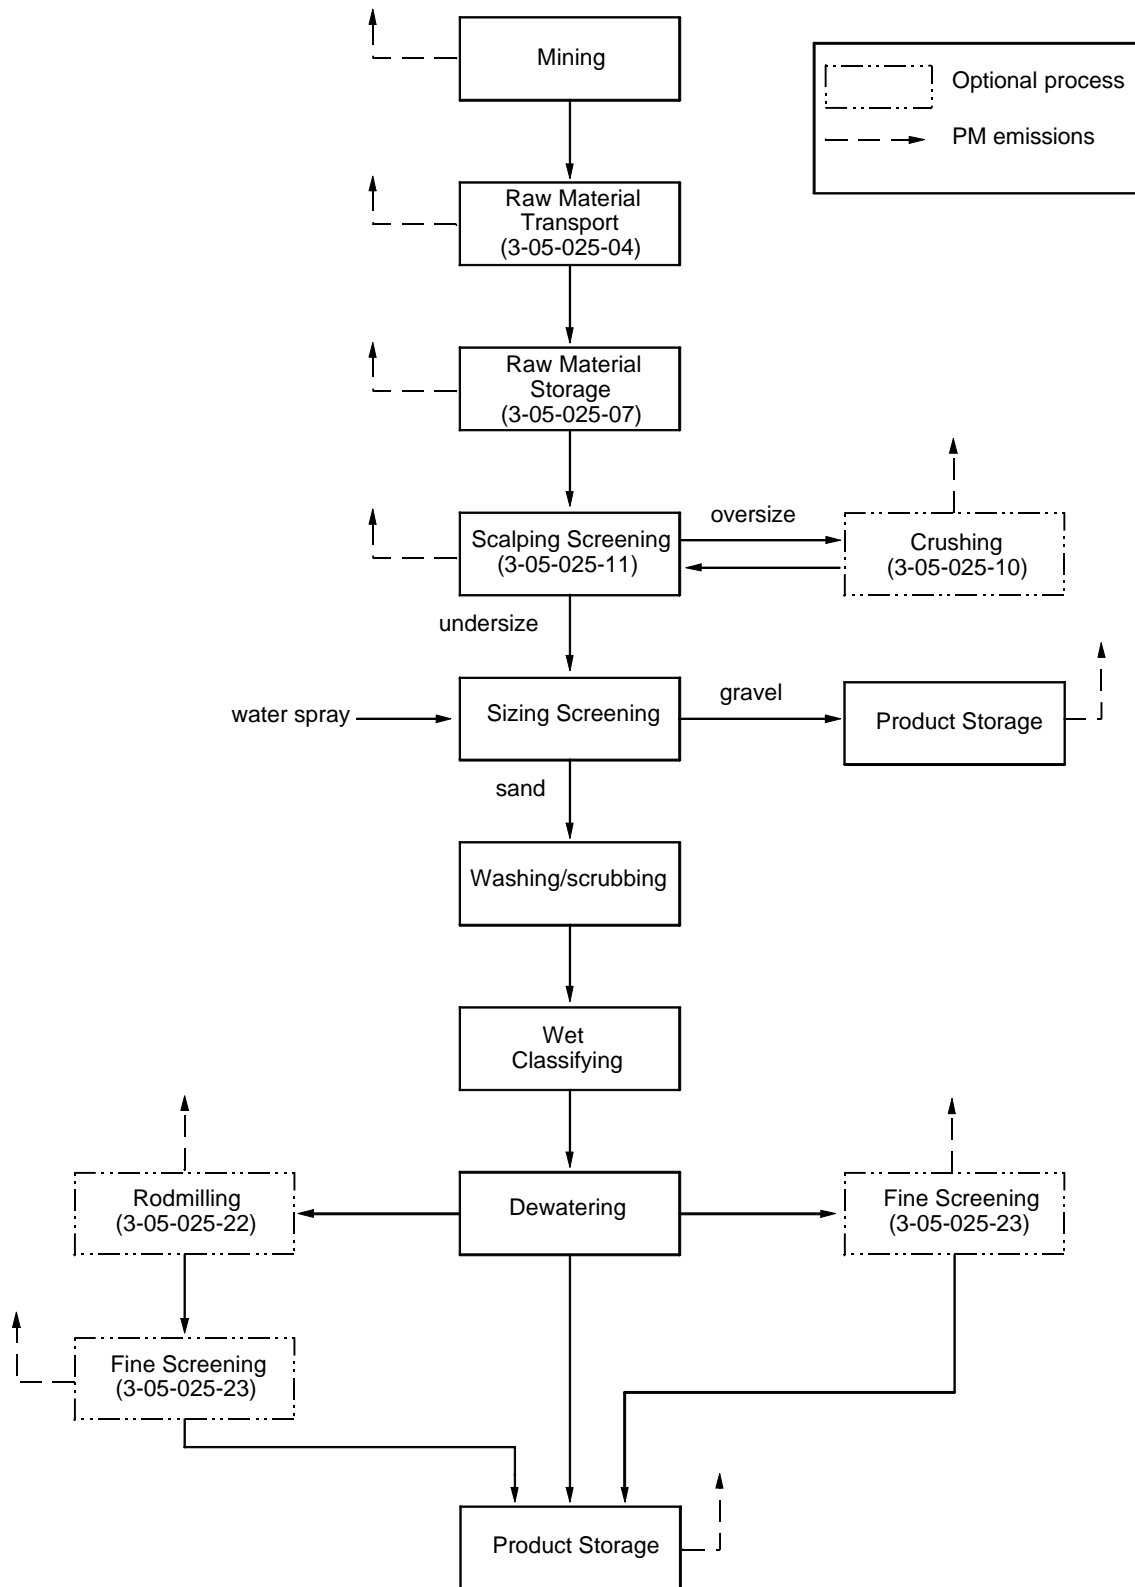 Mining
Optional process
PM emissions
Raw Material
Transport
(3-05-025-04)
Raw Material
Storage
(3-05-025-07)
oversize
Scalping Screening
(3-05-025-11)
Crushing
(3-05-025-10)
undersize
water spray
Sizing Screening
gravel
Product Storage
sand
Washing/scrubbing
Wet
Classifying
Rodmilling
(3-05-025-22)
Dewatering
Fine Screening
(3-05-025-23)
Fine Screening
(3-05-025-23)
Product Storage